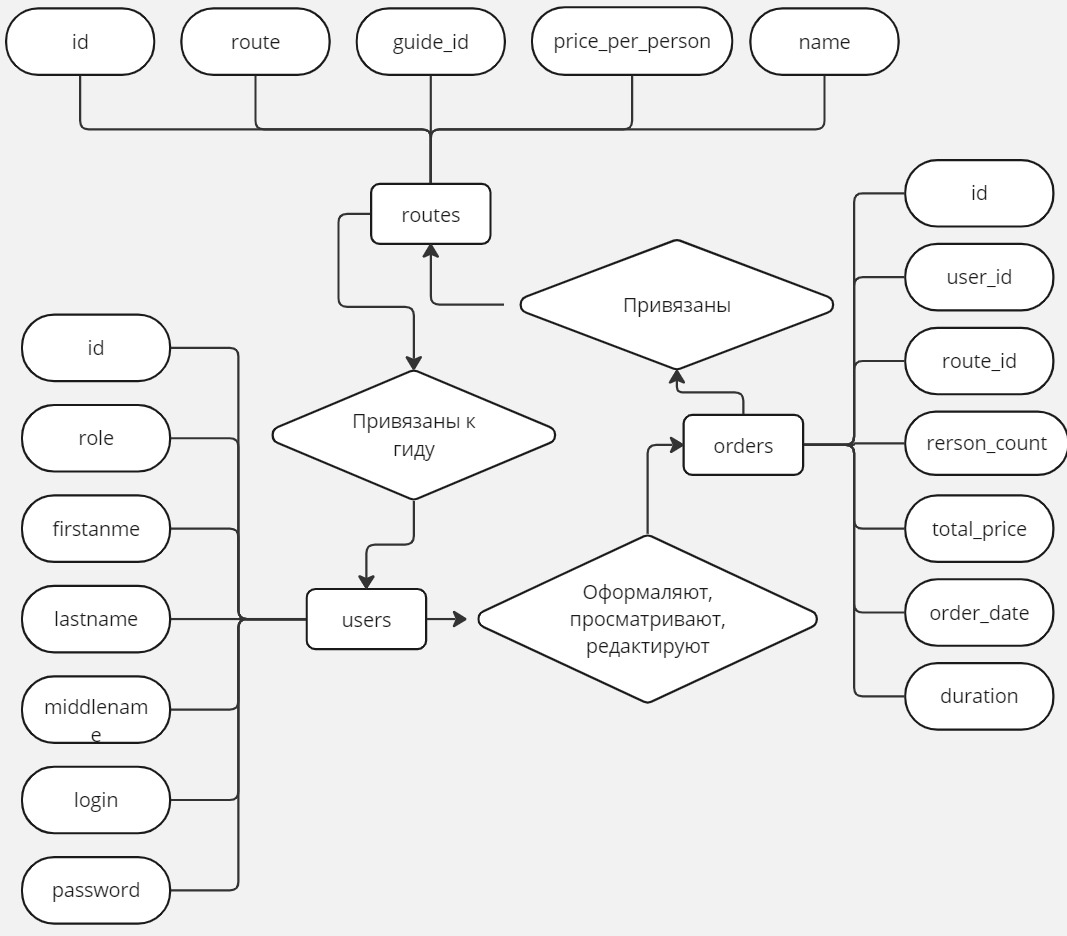 id
route
guide_id
price_per_person
name
routes
id
user_id
route_id
rerson_count
total_price
order_date
duration
Привязаны
orders
id
role
firstanme
lastname
middlenam
e
login
password
Привязаны к
гиду
users
Оформаляют,
просматривают,
редактируют